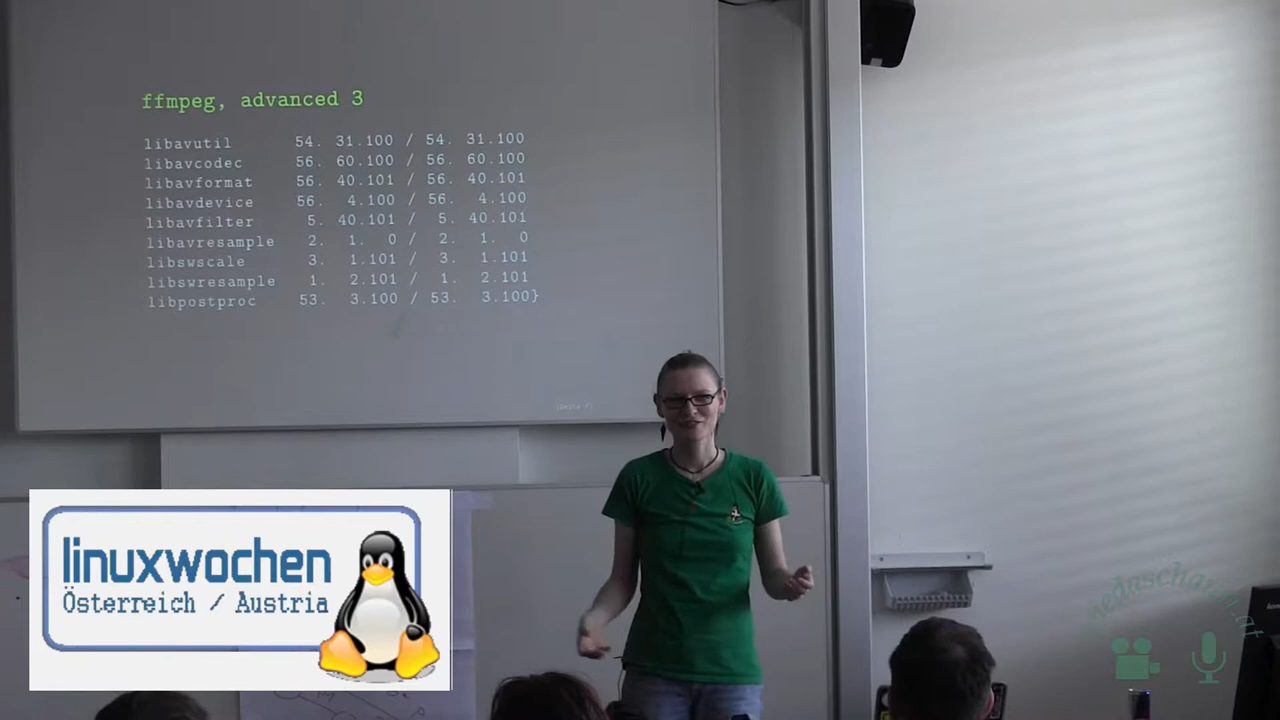 ffmpeg, advanced 3
libavutil 54. 31.100 / 54. 31.100
libavcodec 56. 60.100 / 56. 60.100
libavformat 56. 40.101 / 56. 40.101
libavdevice 56. 4.100 / 56. 4.100
libavfilter 5. 40.101 / 5. 40.101
libavresample 2. 1. 0 / 2. 1. 0
libswscale 3. 1.101 / 3. 1.101
libswresample 1. 2.101 / 1. 2.101
libpostproc 53. 3.100 / 53. 3.100}
linuxwochen
Österreich / Austria